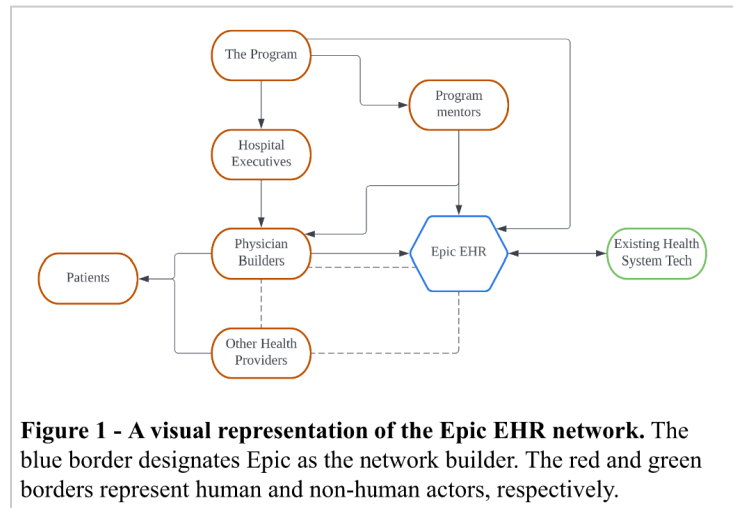 The Program
Program
mentors
Hospital
Executives
Physician
Builders
Epic EHR
Existing Health
System Tech
Patients
Other Health
Providers
Figure 1 - A visual representation of the Epic EHR network. The
blue border designates Epic as the network builder. The red and green
borders represent human and non-human actors, respectively.